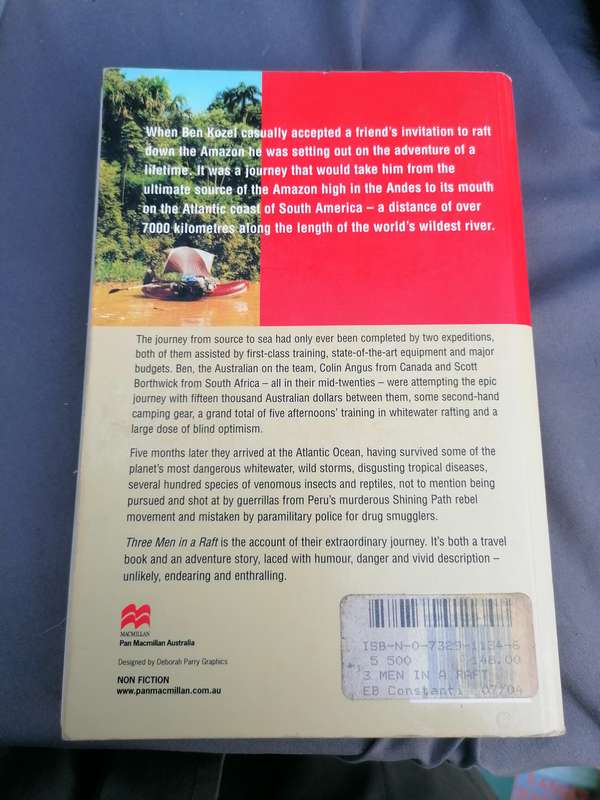 When Ben Kozel casually accepted a friend's invitation to raft
down the Amazon he was setting out on the adventure of a
lifetime. It was a journey that would take him from the
ultimate source of the Amazon high in the Andes to its mouth
on the Atlantic coast of South America – a distance of over
7000 kilometres along the length of the world's wildest river.
The journey from source to sea had only ever been completed by two expeditions,
both of them assisted by first-class training, state-of-the-art equipment and major
budgets. Ben, the Australian on the team, Colin Angus from Canada and Scott
Borthwick from South Africa – all in their mid-twenties – were attempting the epic
journey with fifteen thousand Australian dollars between them, some second-hand
camping gear, a grand total of five afternoons' training in whitewater rafting and a
large dose of blind optimism.
Five months later they arrived at the Atlantic Ocean, having survived some of the
planet's most dangerous whitewater, wild storms, disgusting tropical diseases,
several hundred species of venomous insects and reptiles, not to mention being
pursued and shot at by guerrillas from Peru's murderous Shining Path rebel
movement and mistaken by paramilitary police for drug smugglers.
Three Men in a Raft is the account of their extraordinary journey. It's both a travel
book and an adventure story, laced with humour, danger and vivid description –
unlikely, endearing and enthralling.
MACMILLAN
Pan Macmillan Australia
Designed by Deborah Parry Graphics
NON FICTION
www.panmacmillan.com.au
ISBN-N-0-7329-1134-6
5 500 148.00
3 MEN IN A RAFT
EB Constanti 07/04